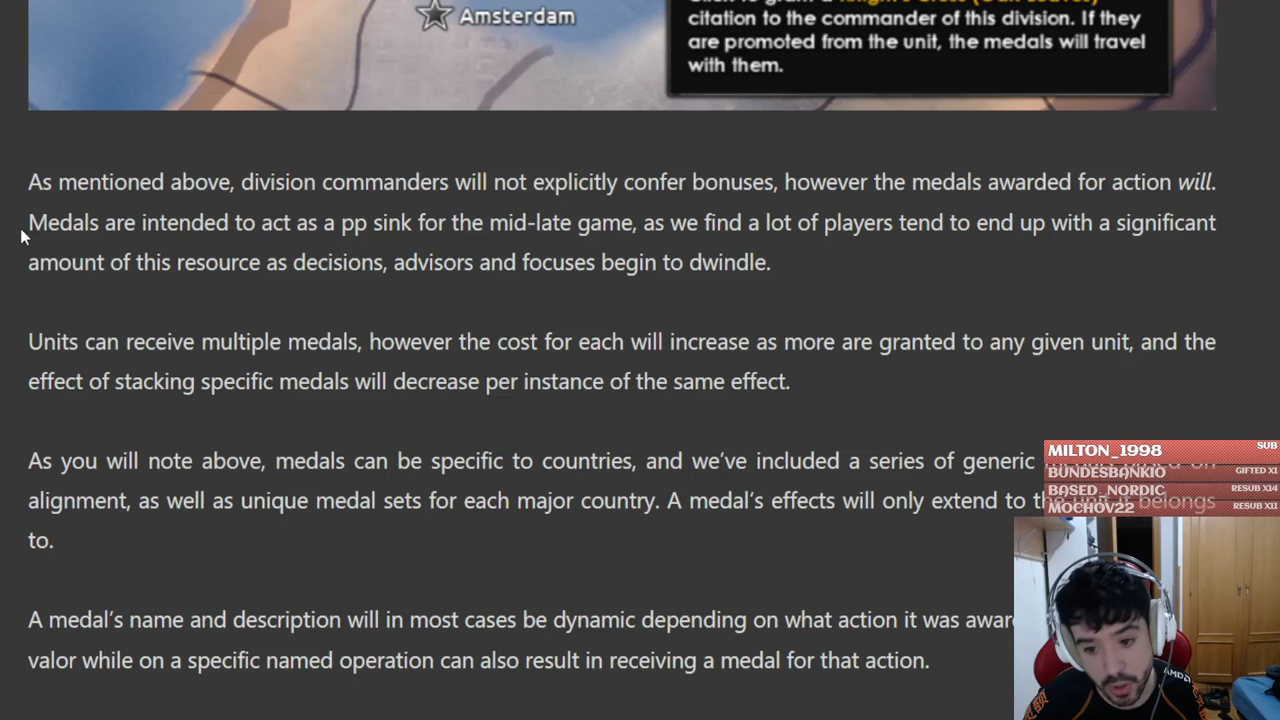 Amsterdam
citation to the commander of this division. If they
are promoted from the unit, the medals will travel
with them.
As mentioned above, division commanders will not explicitly confer bonuses, however the medals awarded for action will.
Medals are intended to act as a pp sink for the mid-late game, as we find a lot of players tend to end up with a significant
amount of this resource as decisions, advisors and focuses begin to dwindle.
Units can receive multiple medals, however the cost for each will increase as more are granted to any given unit, and the
effect of stacking specific medals will decrease per instance of the same effect.
As you will note above, medals can be specific to countries, and we've included a series of generic
alignment, as well as unique medal sets for each major country. A medal's effects will only extend to the unit it belongs
to.
A medal's name and description will in most cases be dynamic depending on what action it was
valor while on a specific named operation can also result in receiving a medal for that action.
MILTON_1998 SUB
BUNDESBANKIO GIFTED X1
BASED_NORDIC RESUB X14
MOCHOV22 RESUB X11
AMD